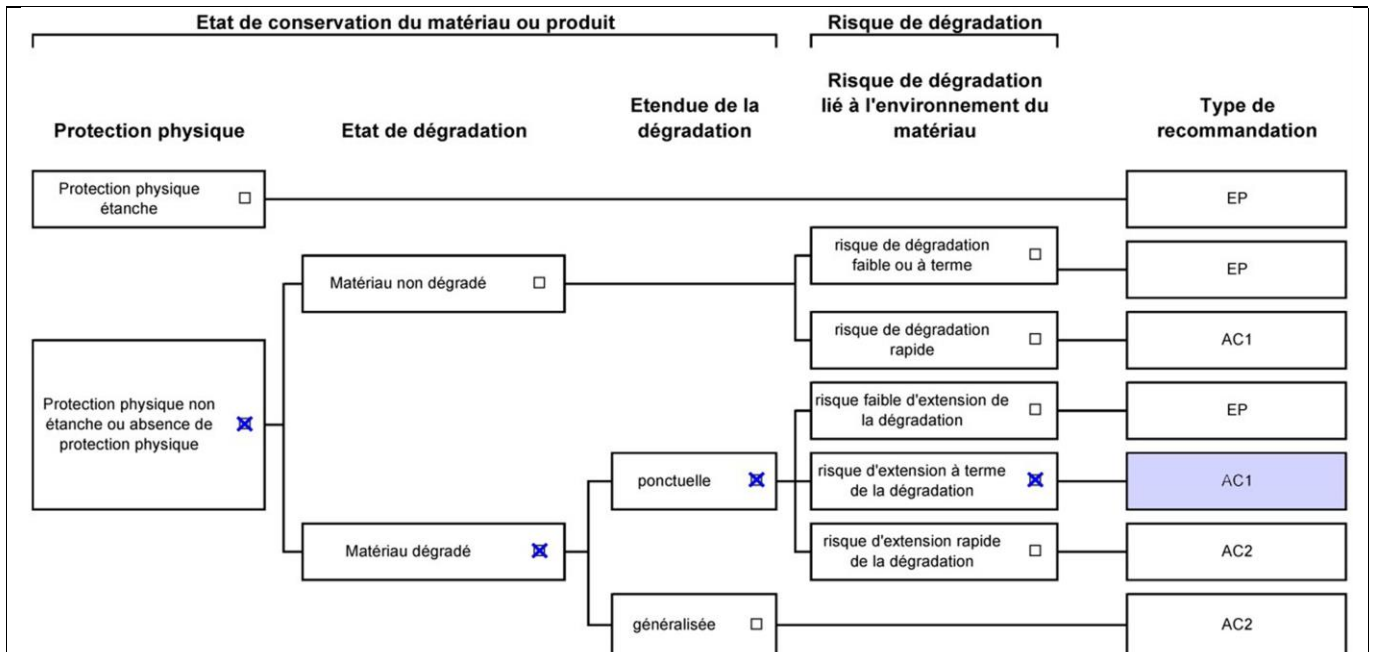 Etat de conservation du matériau ou produit
Risque de dégradation
Protection physique
Etat de dégradation
Etendue de la
dégradation
Risque de dégradation
lié à l'environnement du
matériau
Type de
recommandation
Protection physique
étanche
EP
risque de dégradation
faible ou à terme
EP
Matériau non dégradé
risque de dégradation
rapide
AC1
Protection physique non
étanche ou absence de
protection physique
risque faible d'extension de
la dégradation
EP
ponctuelle
risque d'extension à terme
de la dégradation
AC1
Matériau dégradé
risque d'extension rapide
de la dégradation
AC2
généralisée
AC2